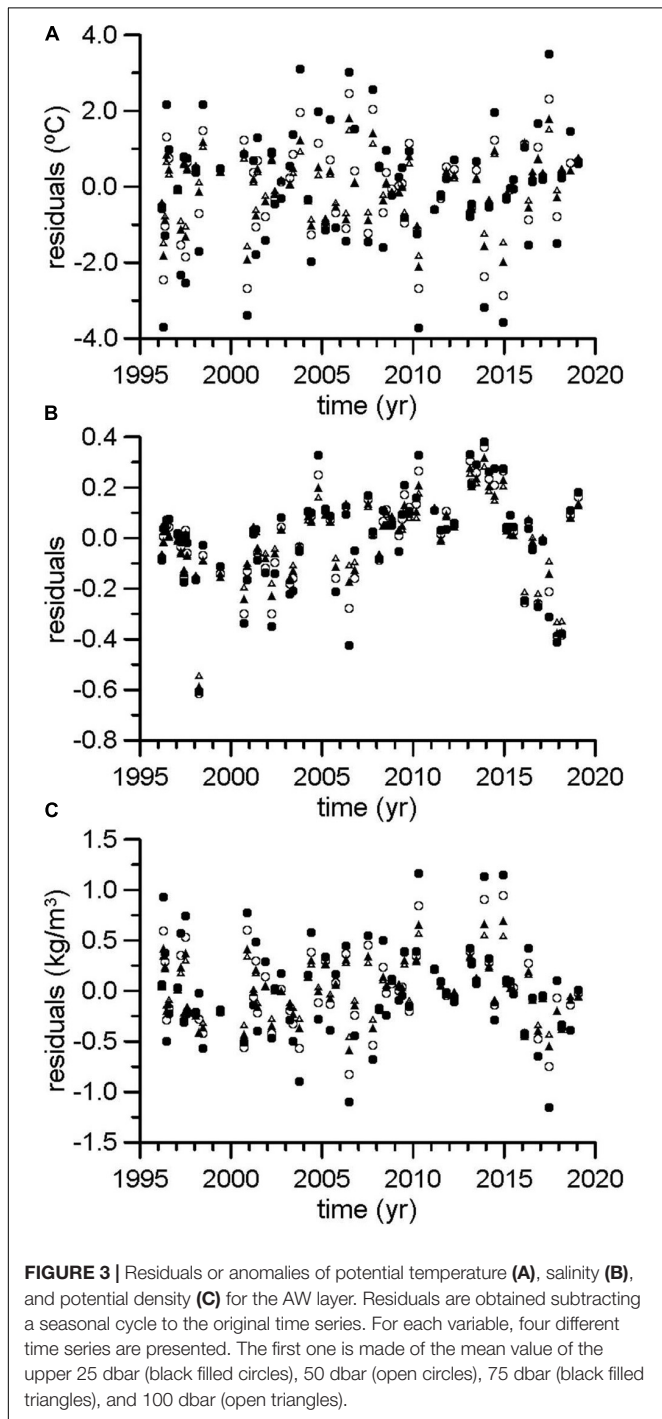 A
4.0
2.0
0.0
-2.0
-4.0
residuals (ºC)
1995 2000 2005 2010 2015 2020
time (yr)
B
0.4
0.2
0.0
-0.2
-0.4
-0.6
-0.8
residuals
1995 2000 2005 2010 2015 2020
time (yr)
C
1.5
1.0
0.5
0.0
-0.5
-1.0
-1.5
residuals (kg/m³)
1995 2000 2005 2010 2015 2020
time (yr)
FIGURE 3 | Residuals or anomalies of potential temperature (A), salinity (B),
and potential density (C) for the AW layer. Residuals are obtained subtracting
a seasonal cycle to the original time series. For each variable, four different
time series are presented. The first one is made of the mean value of the
upper 25 dbar (black filled circles), 50 dbar (open circles), 75 dbar (black filled
triangles), and 100 dbar (open triangles).